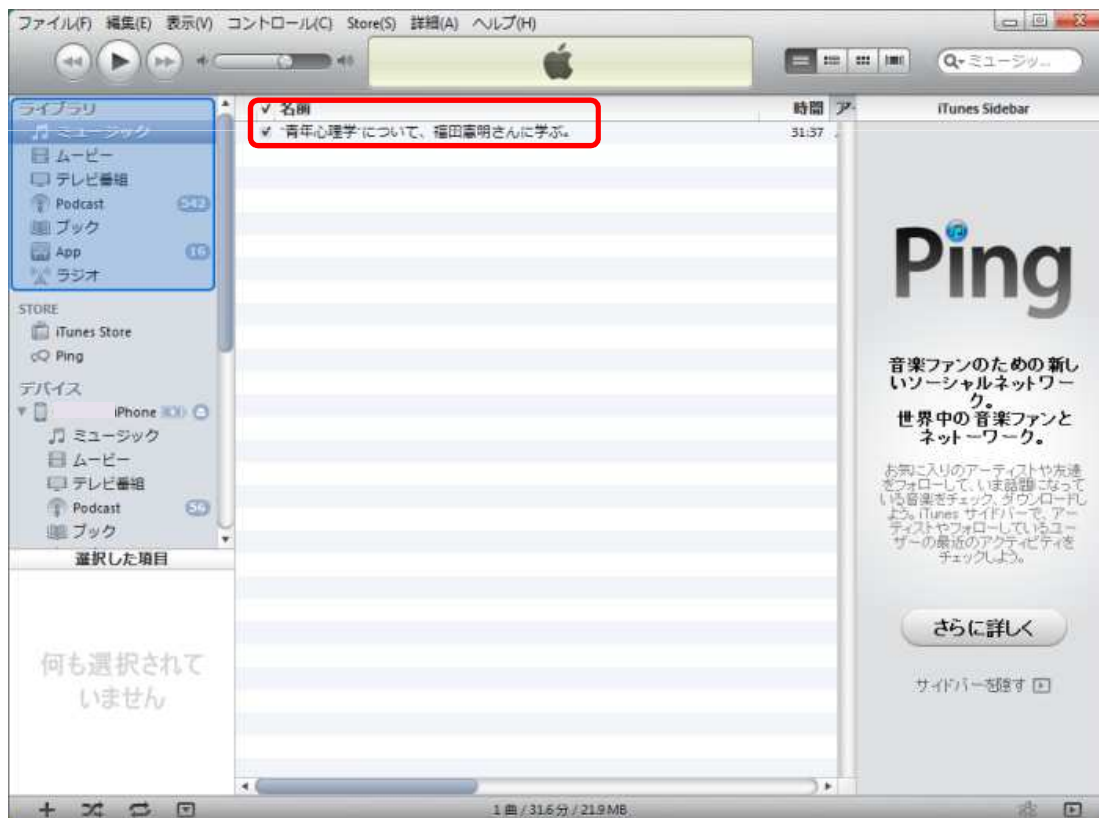 ファイル(F) 編集(E) 表示(V) コントロール(C) Store(S) 詳細(A) ヘルプ(H)
ミュージッ...
ライブラリ
ミュージック
ムービー
テレビ番組
Podcast 542
ブック
App 16
ラジオ
STORE
iTunes Store
Ping
デバイス
iPhone
ミュージック
ムービー
テレビ番組
Podcast 56
ブック
選択した項目
何も選択されて
いません
名前 時間 ア
"青年心理学"について、福田憲明さんに学ぶ。 31:37
1 曲 / 31.6 分 / 21.9 MB
iTunes Sidebar
Ping
音楽ファンのための新し
いソーシャルネットワー
ク。
世界中の音楽ファンと
ネットーワーク。
お気に入りのアーティストや友達
をフォローして、いま話題になって
いる音楽をチェック、ダウンロードし
よう。iTunes サイドバーで、アー
ティストやフォローしているユー
ザーの最近のアクティビティを
チェックしよう。
さらに詳しく
サイドバーを隠す